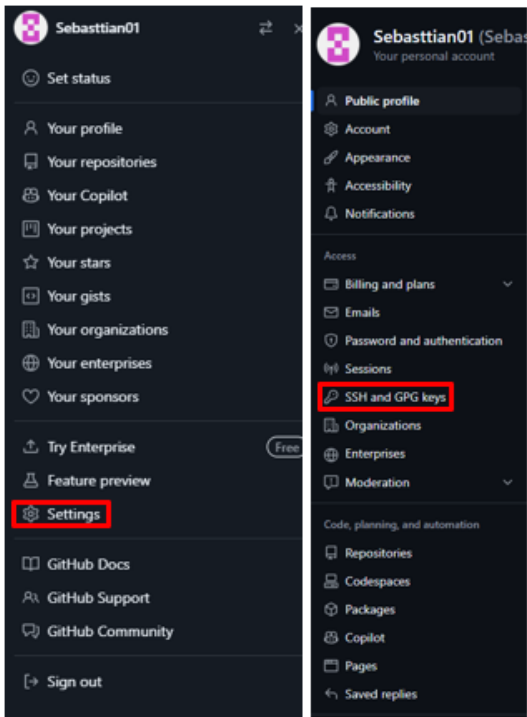 Sebasttian01
Set status
Your profile
Your repositories
Your Copilot
Your projects
Your stars
Your gists
Your organizations
Your enterprises
Your sponsors
Try Enterprise
Free
Feature preview
Settings
GitHub Docs
GitHub Support
GitHub Community
Sign out
Sebasttian01 (Sebas
Your personal account
Public profile
Account
Appearance
Accessibility
Notifications
Access
Billing and plans
Emails
Password and authentication
Sessions
SSH and GPG keys
Organizations
Enterprises
Moderation
Code, planning, and automation
Repositories
Codespaces
Packages
Copilot
Pages
Saved replies